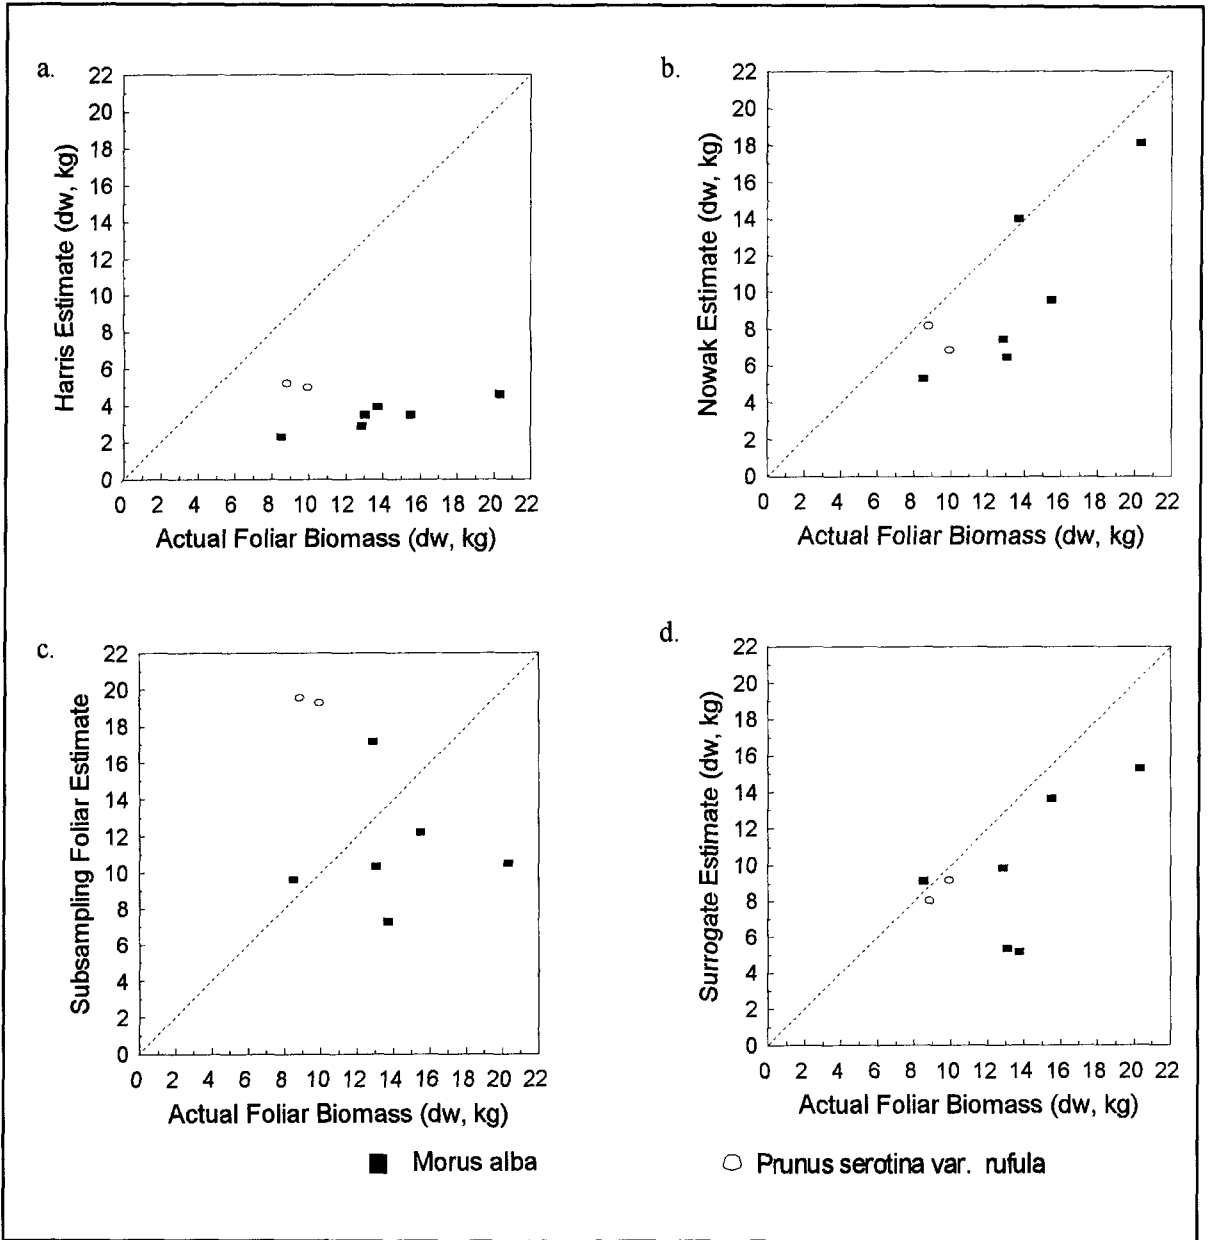 a.
22
20
18
16
14
12
10
8
6
4
2
0
Harris Estimate (dw, kg)
0 2 4 6 8 10 12 14 16 18 20 22
Actual Foliar Biomass (dw, kg)
b.
22
20
18
16
14
12
10
8
6
4
2
0
Nowak Estimate (dw, kg)
0 2 4 6 8 10 12 14 16 18 20 22
Actual Foliar Biomass (dw, kg)
c.
22
20
18
16
14
12
10
8
6
4
2
0
Subsampling Foliar Estimate
0 2 4 6 8 10 12 14 16 18 20 22
Actual Foliar Biomass (dw, kg)
d.
22
20
18
16
14
12
10
8
6
4
2
0
Surrogate Estimate (dw, kg)
0 2 4 6 8 10 12 14 16 18 20 22
Actual Foliar Biomass (dw, kg)
Morus alba
Prunus serotina var. rufula